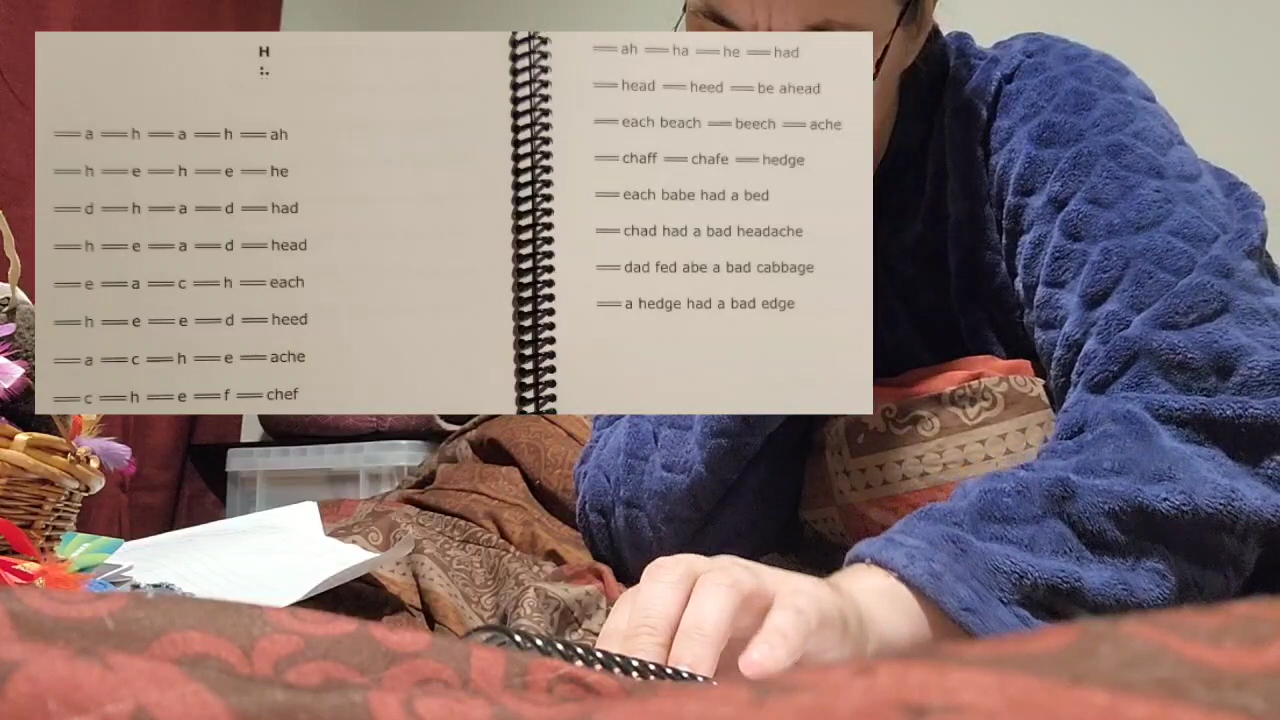 H
a h a h ah
h e h e he
d h a d had
h e a d head
e a c h each
h e e d heed
a c h e ache
c h e f chef
ah ha he had
head heed be ahead
each beach beech ache
chaff chafe hedge
each babe had a bed
chad had a bad headache
dad fed abe a bad cabbage
a hedge had a bad edge